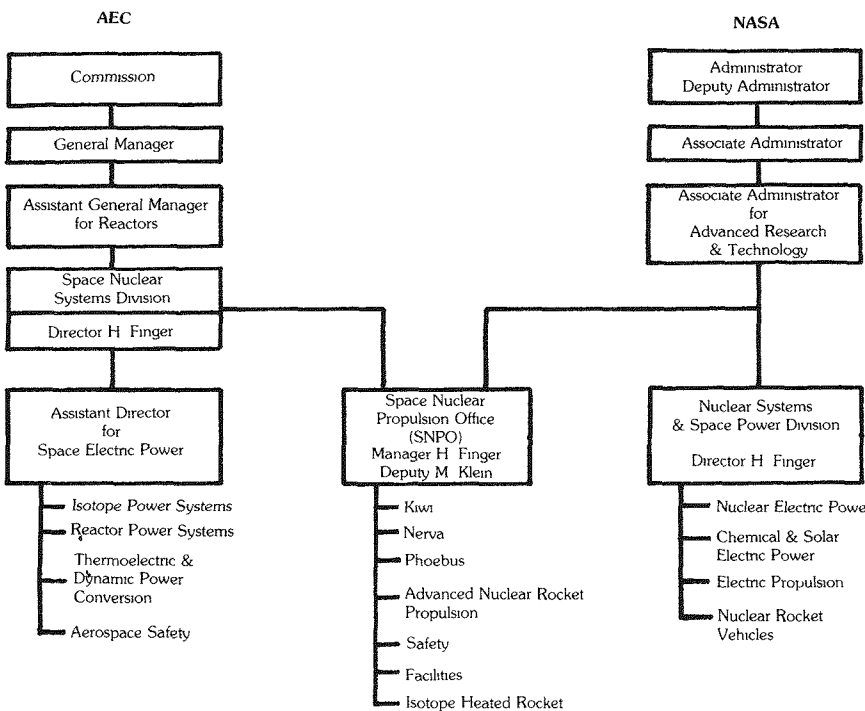 AEC
NASA
Commission
General Manager
Assistant General Manager
for Reactors
Space Nuclear
Systems Division
Director H Finger
Assistant Director
for
Space Electric Power
Isotope Power Systems
Reactor Power Systems
Thermoelectric &
Dynamic Power
Conversion
Aerospace Safety
Space Nuclear
Propulsion Office
(SNPO)
Manager H Finger
Deputy M Klein
Kiwi
Nerva
Phoebus
Advanced Nuclear Rocket
Propulsion
Safety
Facilities
Isotope Heated Rocket
Administrator
Deputy Administrator
Associate Administrator
Associate Administrator
for
Advanced Research
& Technology
Nuclear Systems
& Space Power Division
Director H Finger
Nuclear Electric Powe
Chemical & Solar
Electric Power
Electric Propulsion
Nuclear Rocket
Vehicles